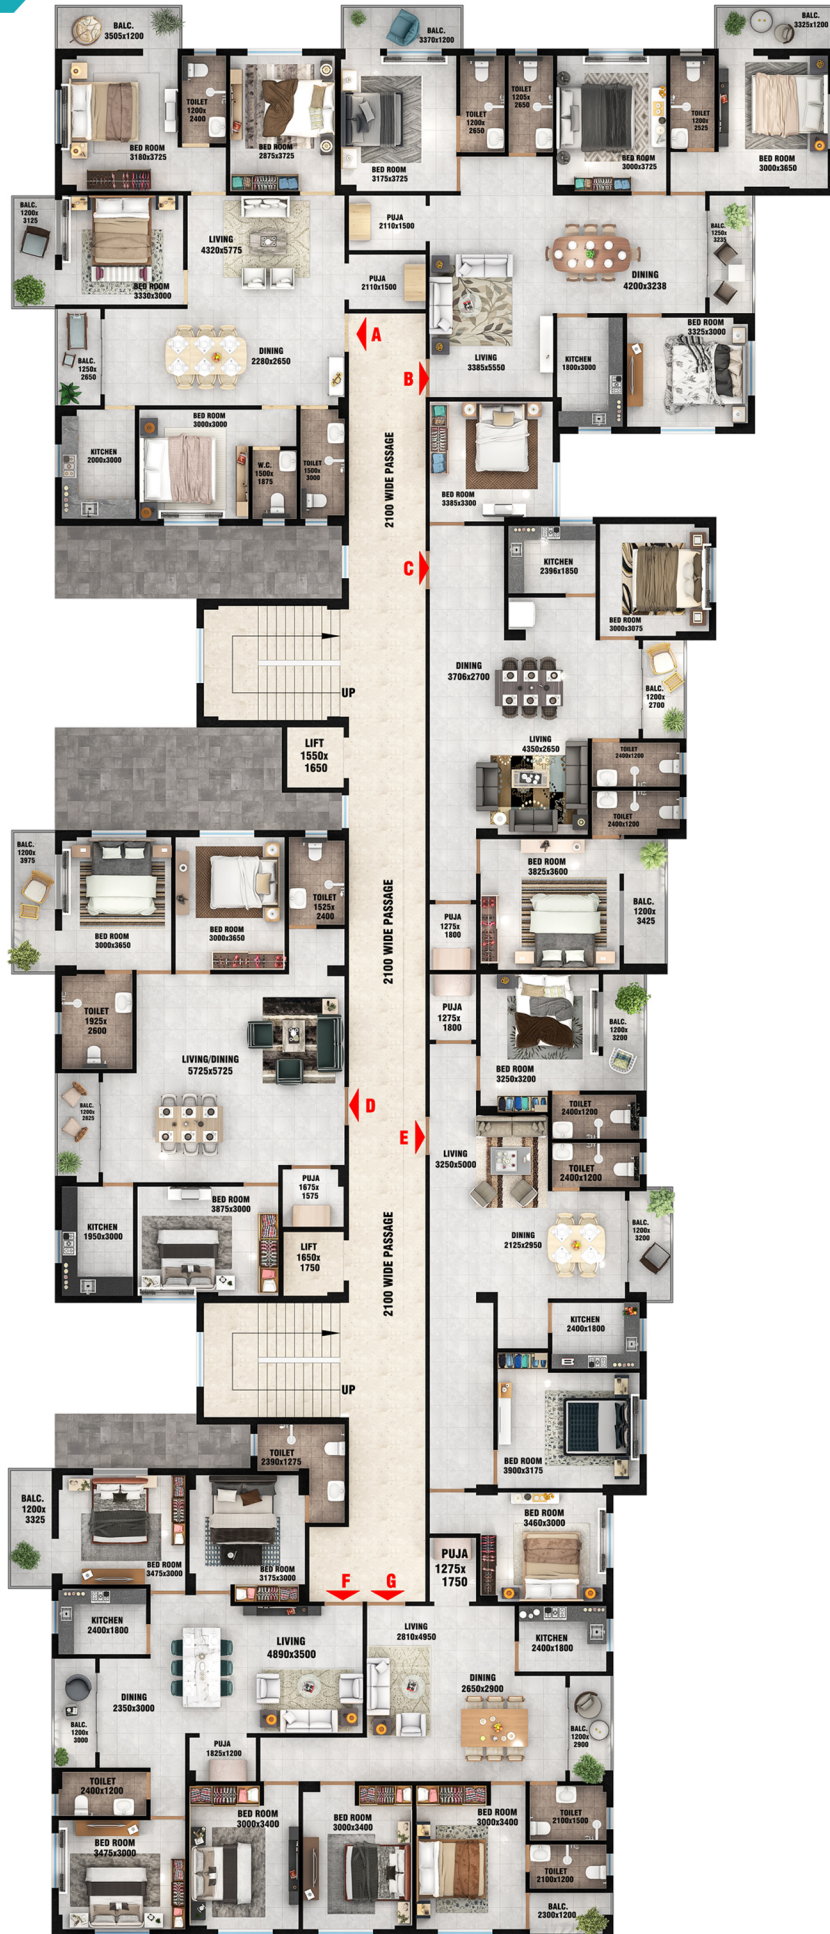 BALC.
3505x1200
BALC.
3370x1200
BALC.
3325x1200
TOILET
1200x
2400
BED ROOM
3180x3725
BED ROOM
2875x3725
BED ROOM
3175x3725
TOILET
1200x
2650
TOILET
1205x
2650
BED ROOM
3000x3725
TOILET
1200x
2525
BED ROOM
3000x3650
BALC.
1200x
3125
BED ROOM
3330x3000
LIVING
4320x5775
PUJA
2110x1500
PUJA
2110x1500
DINING
4200x3238
BALC.
1250x
3235
BALC.
1250x
2650
DINING
2280x2650
A
B
LIVING
3385x5550
KITCHEN
1800x3000
BED ROOM
3325x3000
KITCHEN
2000x3000
BED ROOM
3000x3000
W.C.
1500x
1875
TOILET
1500x
3000
2100 WIDE PASSAGE
BED ROOM
3385x3300
C
KITCHEN
2396x1850
BED ROOM
3000x3075
UP
DINING
3706x2700
BALC.
1200x
2700
LIFT
1550x
1650
LIVING
4350x2650
TOILET
2400x1200
TOILET
2400x1200
BALC.
1200x
3975
BED ROOM
3000x3650
BED ROOM
3000x3650
TOILET
1525x
2400
2100 WIDE PASSAGE
BED ROOM
3825x3600
BALC.
1200x
3425
PUJA
1275x
1800
PUJA
1275x
1800
TOILET
1925x
2600
LIVING/DINING
5725x5725
BED ROOM
3250x3200
BALC.
1200x
3200
BALC.
1200x
2825
D
E
LIVING
3250x5000
TOILET
2400x1200
TOILET
2400x1200
KITCHEN
1950x3000
BED ROOM
3875x3000
PUJA
1675x
1575
LIFT
1650x
1750
2100 WIDE PASSAGE
DINING
2125x2950
BALC.
1200x
3200
KITCHEN
2400x1800
UP
BED ROOM
3900x3175
TOILET
2390x1275
BALC.
1200x
3325
BED ROOM
3475x3000
BED ROOM
3175x3000
BED ROOM
3460x3000
PUJA
1275x
1750
F
G
KITCHEN
2400x1800
LIVING
4890x3500
LIVING
2810x4950
KITCHEN
2400x1800
DINING
2350x3000
DINING
2650x2900
BALC.
1200x
3000
PUJA
1825x1200
BALC.
1200x
2900
TOILET
2400x1200
BED ROOM
3475x3000
BED ROOM
3000x3400
BED ROOM
3000x3400
BED ROOM
3000x3400
TOILET
2100x1500
TOILET
2100x1200
BALC.
2300x1200